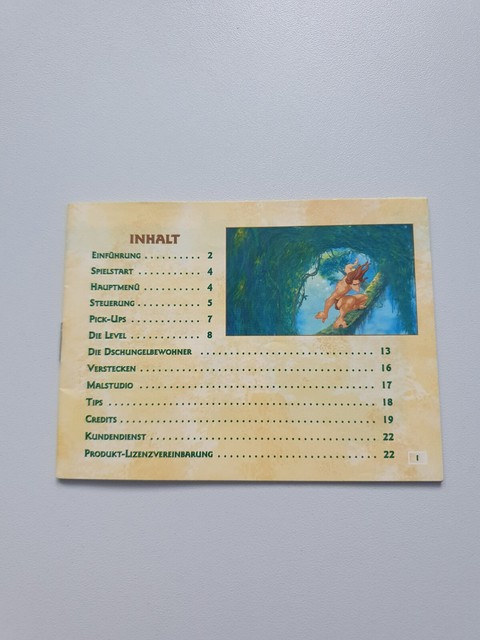 INHALT
EINFÜHRUNG .......... 2
SPIELSTART ......... 4
HAUPTMENÜ ........ 4
STEUERUNG ......... 5
PICK-UPS .......... 7
DIE LEVEL ......... 8
DIE DSCHUNGELBEWOHNER ............................ 13
VERSTECKEN ...................................... 16
MALSTUDIO ...................................... 17
TIPS ............................................ 18
CREDITS ......................................... 19
KUNDENDIENST .................................... 22
PRODUKT-LIZENZVEREINBARUNG ......................... 22
1